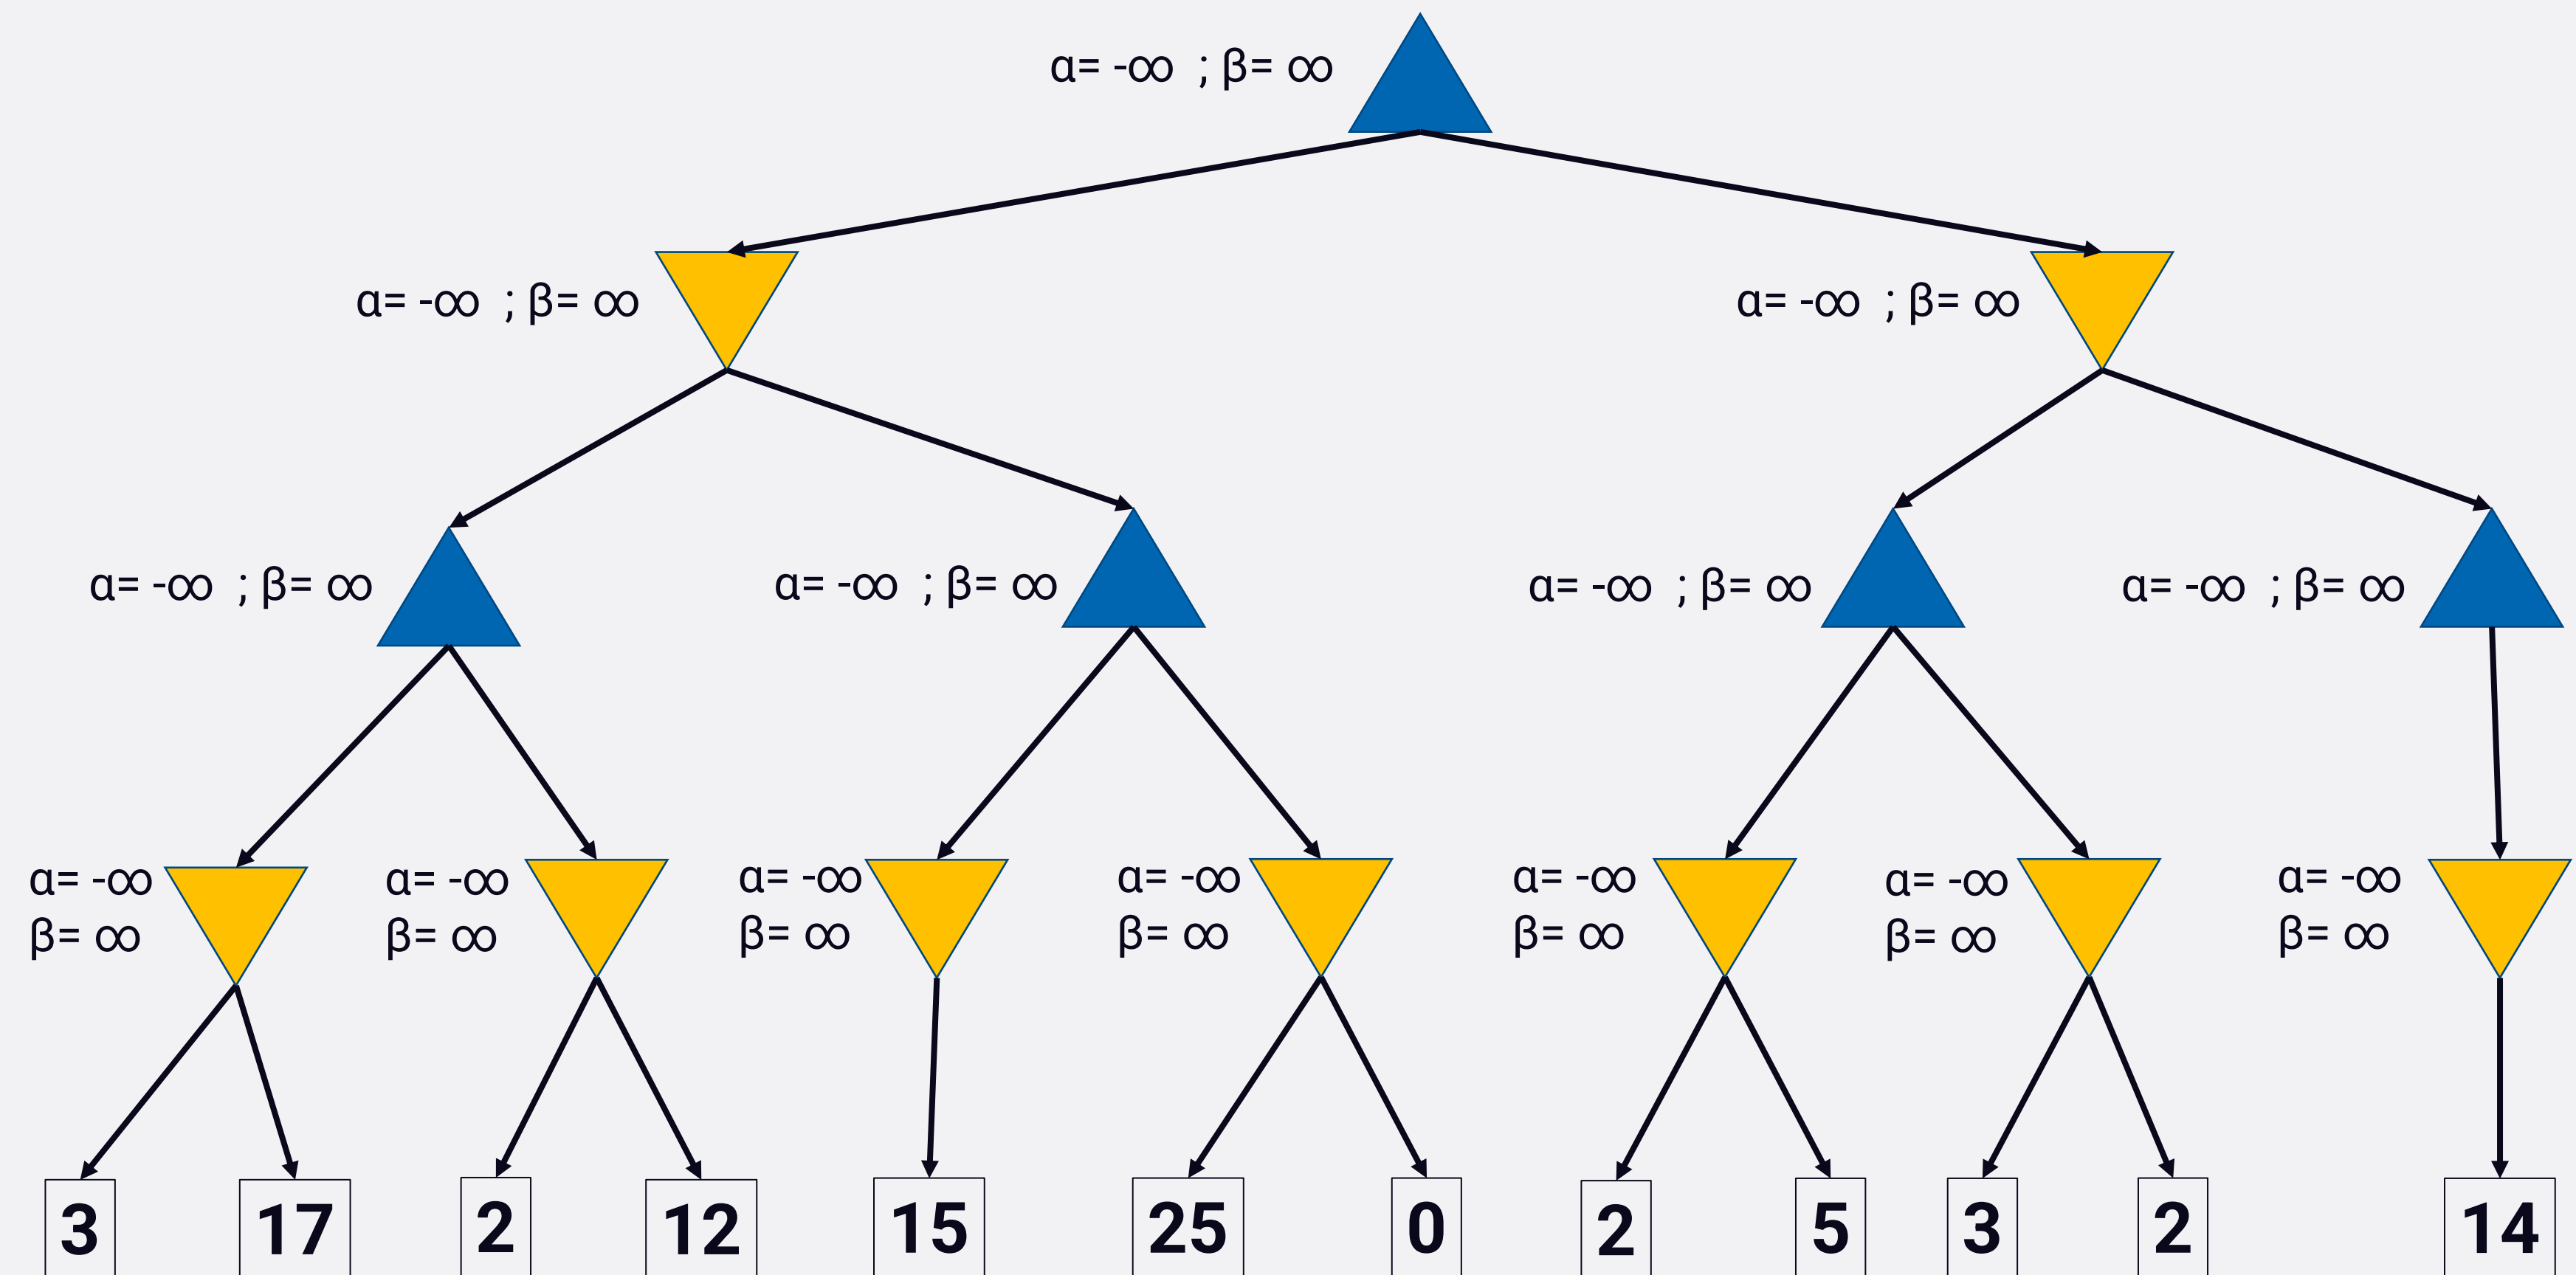 α= -∞ ; β= ∞
α= -∞ ; β= ∞
α= -∞ ; β= ∞
α= -∞ ; β= ∞
α= -∞ ; β= ∞
α= -∞ ; β= ∞
α= -∞ ; β= ∞
α= -∞
β= ∞
α= -∞
β= ∞
α= -∞
β= ∞
α= -∞
β= ∞
α= -∞
β= ∞
α= -∞
β= ∞
α= -∞
β= ∞
3
17
2
12
15
25
0
2
5
3
2
14